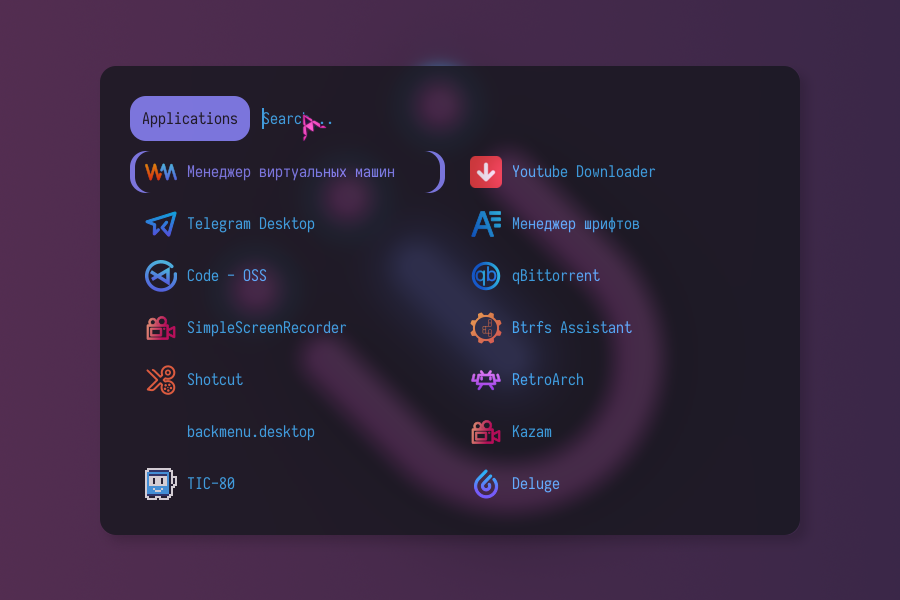 Applications Search...
Менеджер виртуальных машин Youtube Downloader
Telegram Desktop Менеджер шрифтов
Code - OSS qBittorrent
SimpleScreenRecorder Btrfs Assistant
Shotcut RetroArch
backmenu.desktop Kazam
TIC-80 Deluge